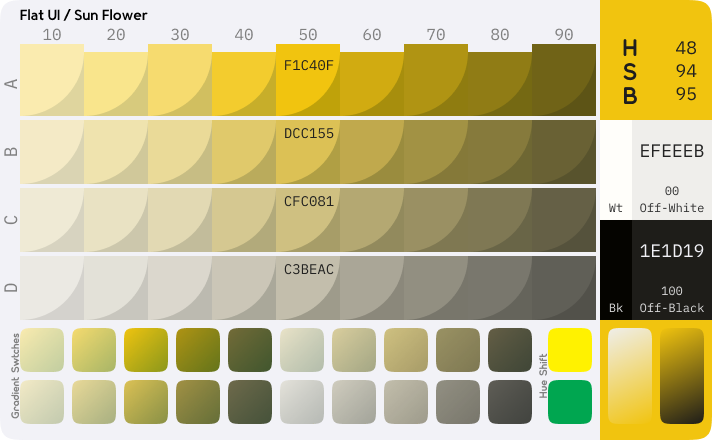 Flat UI / Sun Flower
10 20 30 40 50 60 70 80 90
A
F1C40F
B
DCC155
C
CFC081
D
C3BEAC
Gradient Swtches
Hue Shift
H 48
S 94
B 95
EFEEEB
00
Wt Off-White
1E1D19
100
Bk Off-Black